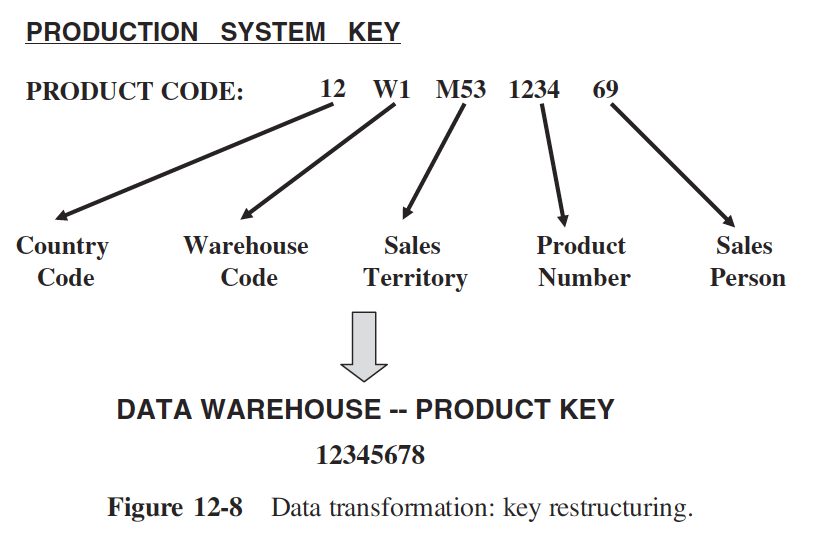 PRODUCTION SYSTEM KEY
PRODUCT CODE: 12 W1 M53 1234 69
Country Warehouse Sales Product Sales
Code Code Territory Number Person
DATA WAREHOUSE -- PRODUCT KEY
12345678
Figure 12-8 Data transformation: key restructuring.